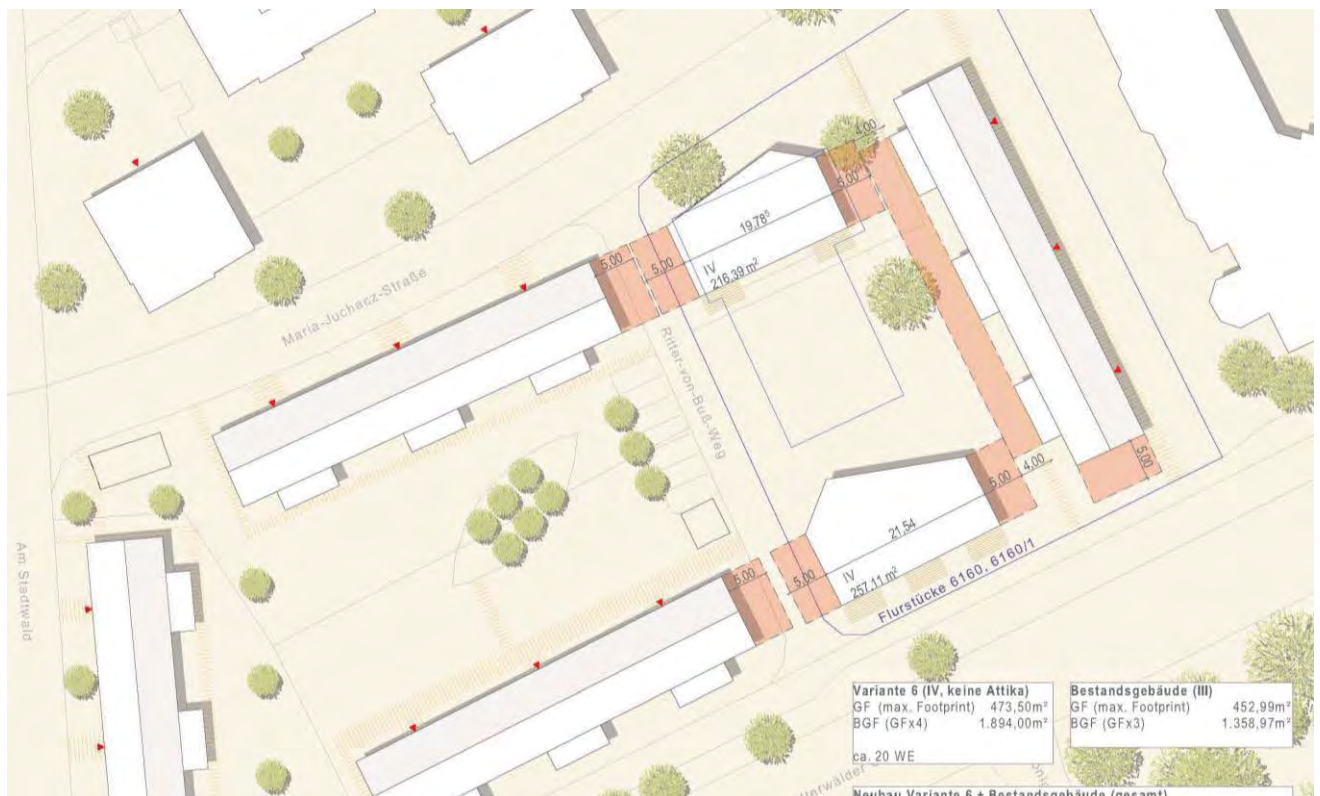 4,00
5,00
19,78⁵
5,00
5,00
IV
216,39 m²
Maria-Juchacz-Straße
Ritter-von-Buß-Weg
5,00
4,00
5,00
21,54
Am Stadtwald
5,00
5,00
IV
257,11 m²
Flurstücke 6160, 6160/1
Variante 6 (IV, keine Attika)
GF (max. Footprint) 473,50m²
BGF (GFx4) 1.894,00m²
ca. 20 WE
Bestandsgebäude (III)
GF (max. Footprint) 452,99m²
BGF (GFx3) 1.358,97m²
Neubau Variante 6 + Bestandsgebäude (gesamt)